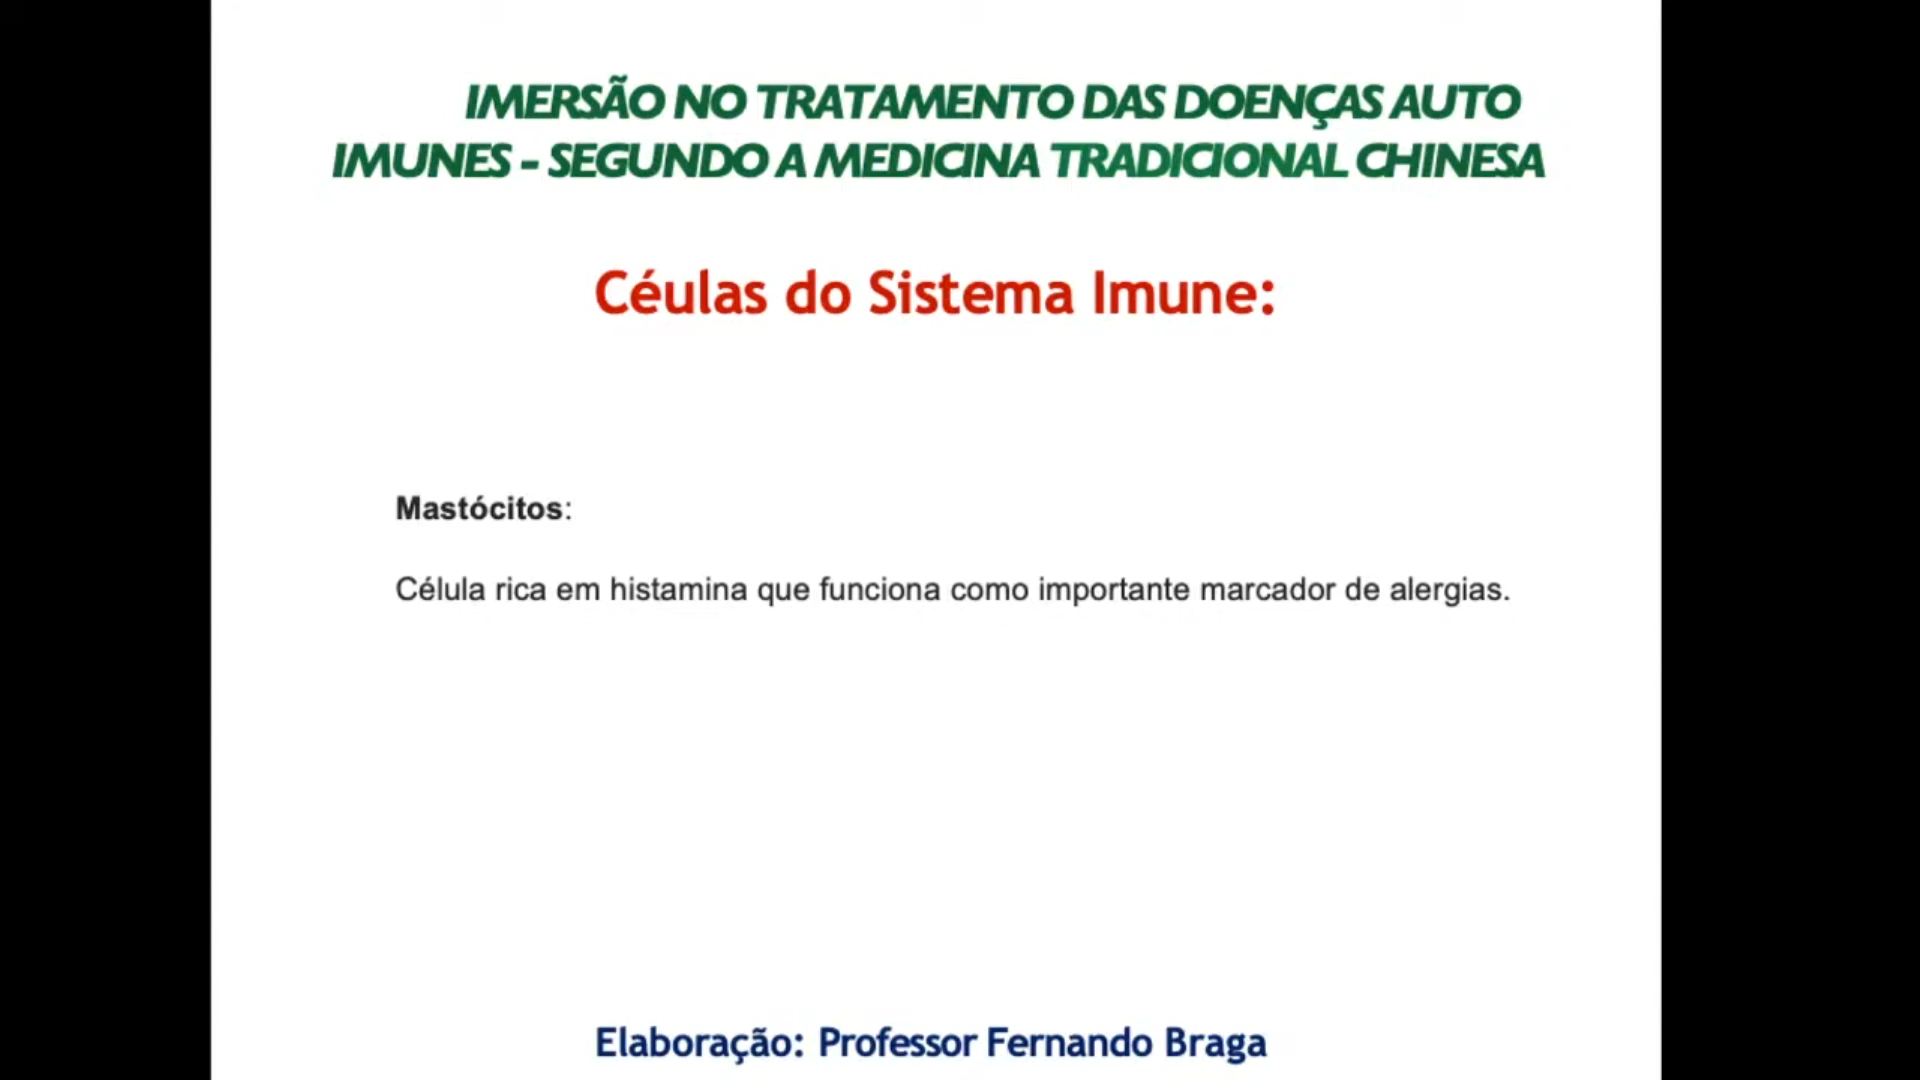 IMERSÃO NO TRATAMENTO DAS DOENÇAS AUTO
IMUNES - SEGUNDO A MEDICINA TRADICIONAL CHINESA
Céulas do Sistema Imune:
Mastócitos:
Célula rica em histamina que funciona como importante marcador de alergias.
Elaboração: Professor Fernando Braga